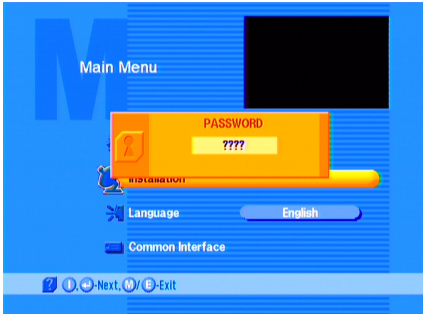 M
Main Menu
PASSWORD
????
Installation
Language English
Common Interface
? I, ↵-Next, M/ E-Exit